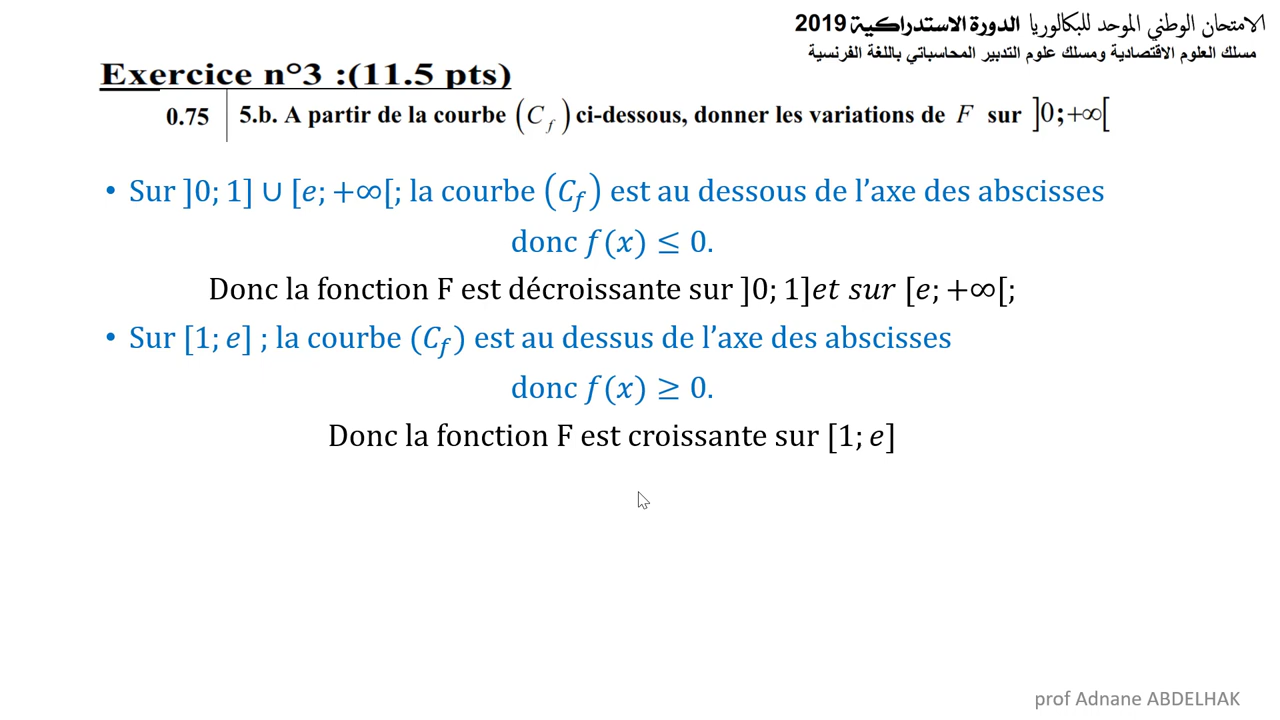 الامتحان الوطني الموحد للبكالوريا الدورة الاستدراكية 2019
مسلك العلوم الاقتصادية ومسلك علوم التدبير المحاسباتي باللغة الفرنسية
Exercice n°3 :(11.5 pts)
0.75 5.b. A partir de la courbe (C_f) ci-dessous, donner les variations de F sur ]0;+∞[
• Sur ]0; 1] ∪ [e; +∞[; la courbe (C_f) est au dessous de l'axe des abscisses
donc f(x) ≤ 0.
Donc la fonction F est décroissante sur ]0; 1]et sur [e; +∞[;
• Sur [1; e] ; la courbe (C_f) est au dessus de l'axe des abscisses
donc f(x) ≥ 0.
Donc la fonction F est croissante sur [1; e]
prof Adnane ABDELHAK